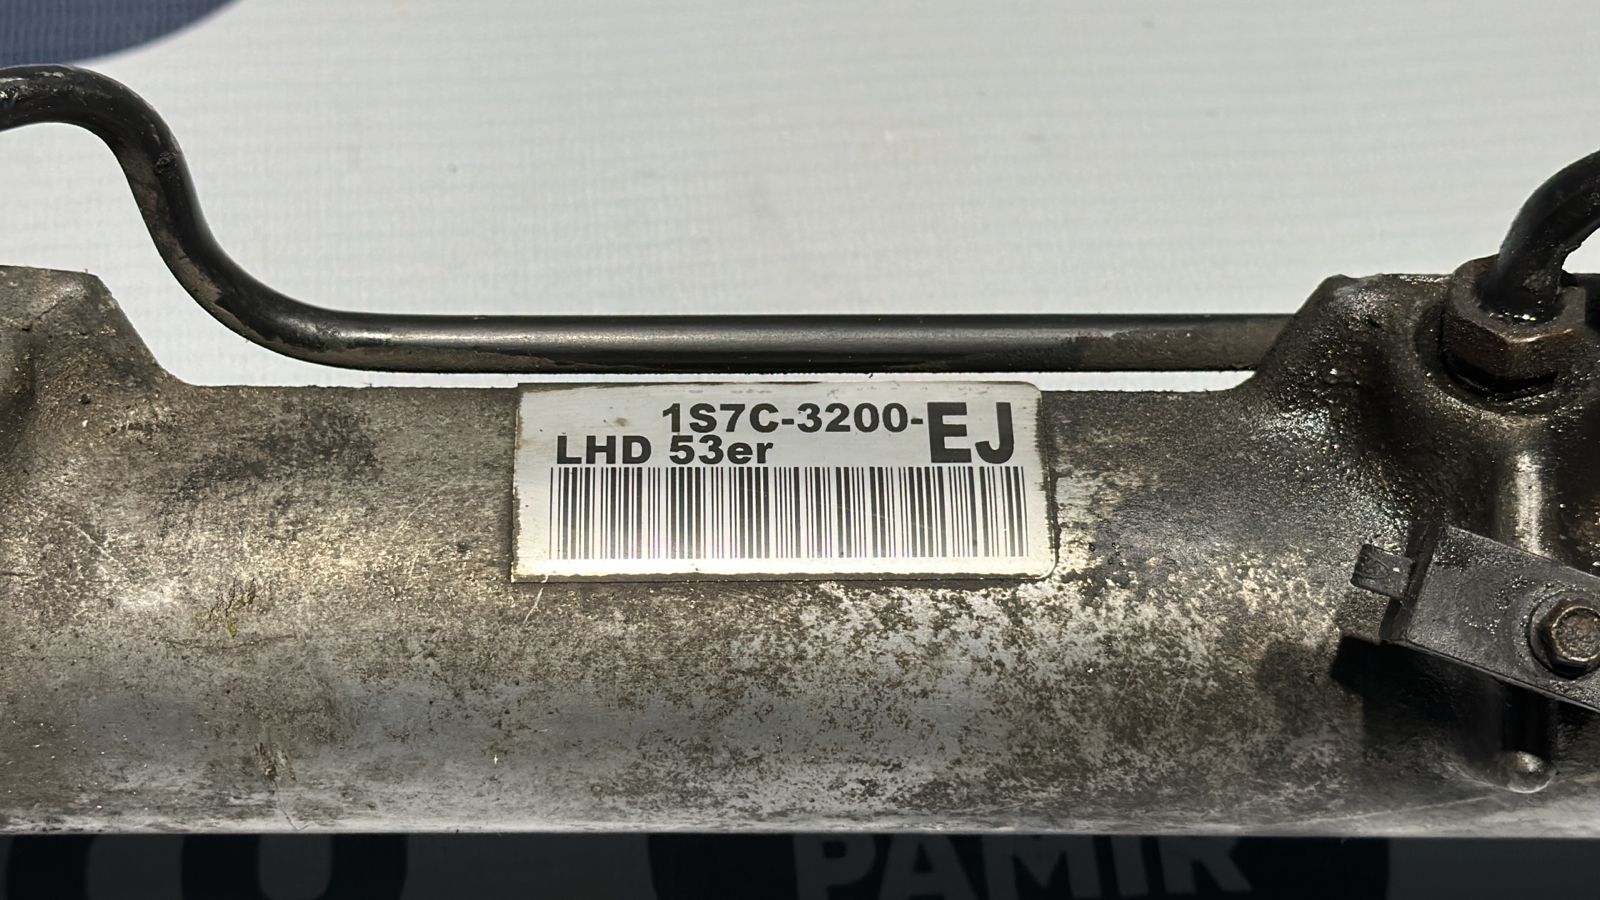 1S7C-3200-EJ
LHD 53er
PAMIR